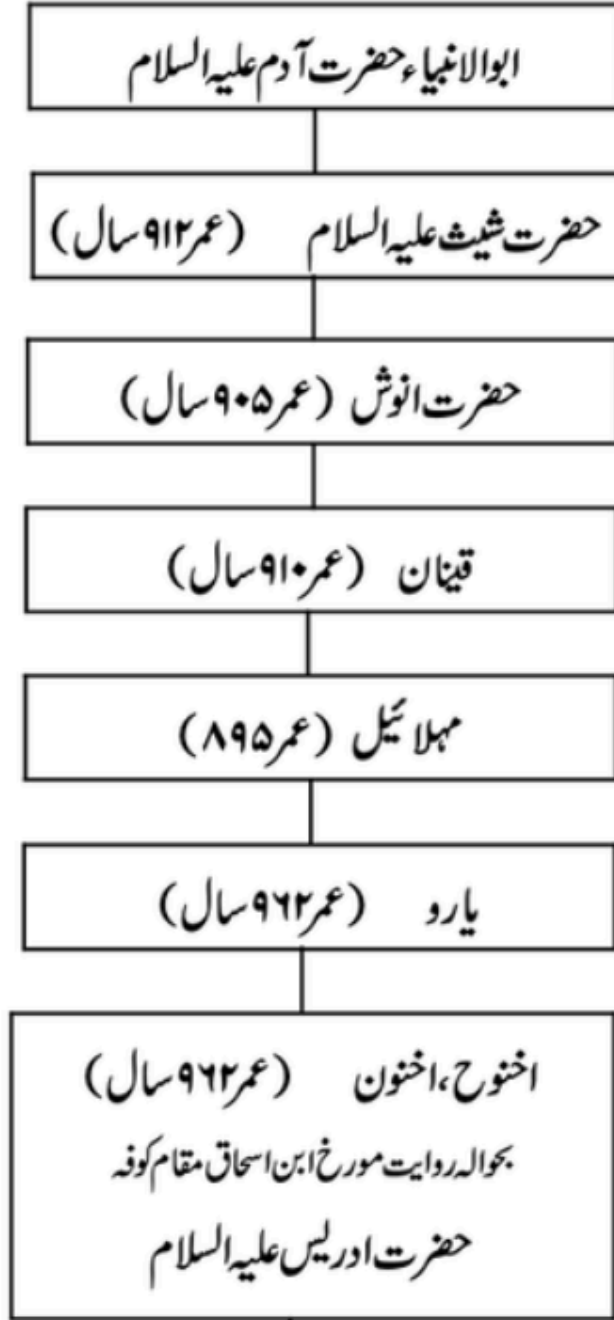 ابوالانبیاء حضرت آدم علیہ السلام
حضرت شیث علیہ السلام (عمر ۹۱۲ سال)
حضرت انوش (عمر ۹۰۵ سال)
قینان (عمر ۹۱۰ سال)
مہلائیل (عمر ۸۹۵)
یارو (عمر ۹۶۲ سال)
اخنوح، اخنون (عمر ۹۶۲ سال)
بحوالہ روایت مورخ ابن اسحاق مقام کوفہ
حضرت ادریس علیہ السلام